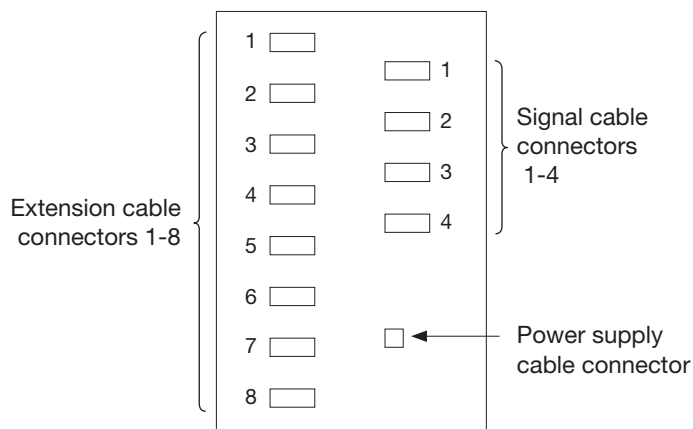 Extension cable
connectors 1-8
1
2
3
4
5
6
7
8
1
2
3
4
Signal cable
connectors
1-4
Power supply
cable connector